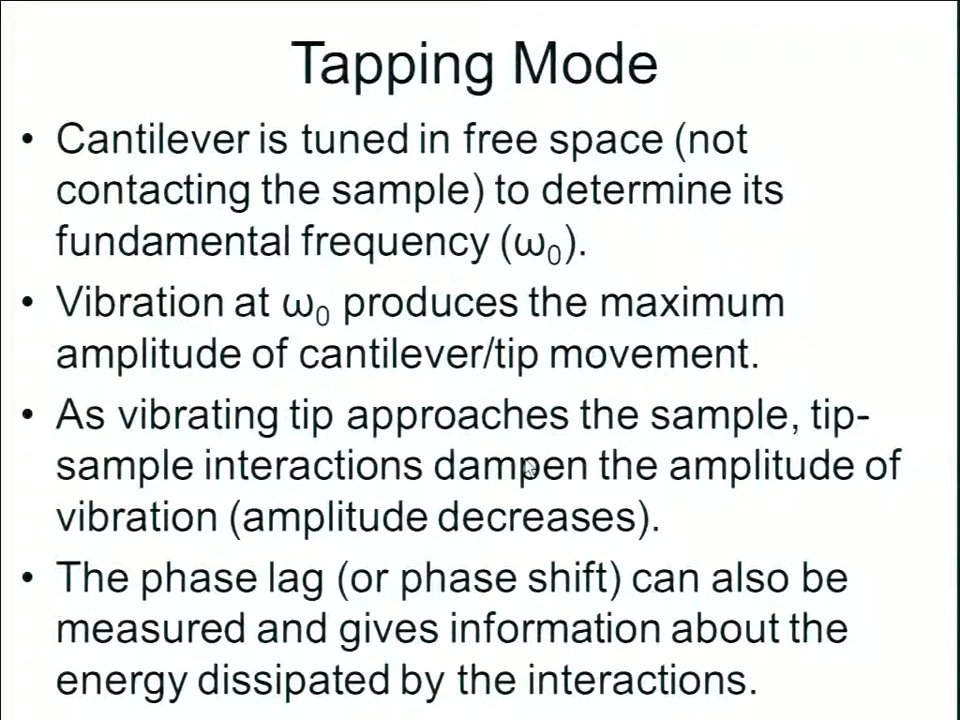 Tapping Mode
• Cantilever is tuned in free space (not
contacting the sample) to determine its
fundamental frequency (ω₀).
• Vibration at ω₀ produces the maximum
amplitude of cantilever/tip movement.
• As vibrating tip approaches the sample, tip-
sample interactions dampen the amplitude of
vibration (amplitude decreases).
• The phase lag (or phase shift) can also be
measured and gives information about the
energy dissipated by the interactions.